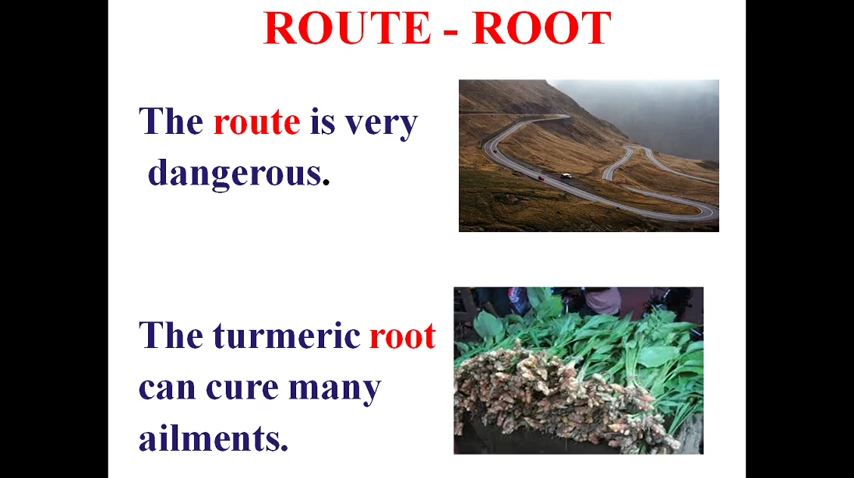 ROUTE - ROOT
The route is very
dangerous.
The turmeric root
can cure many
ailments.